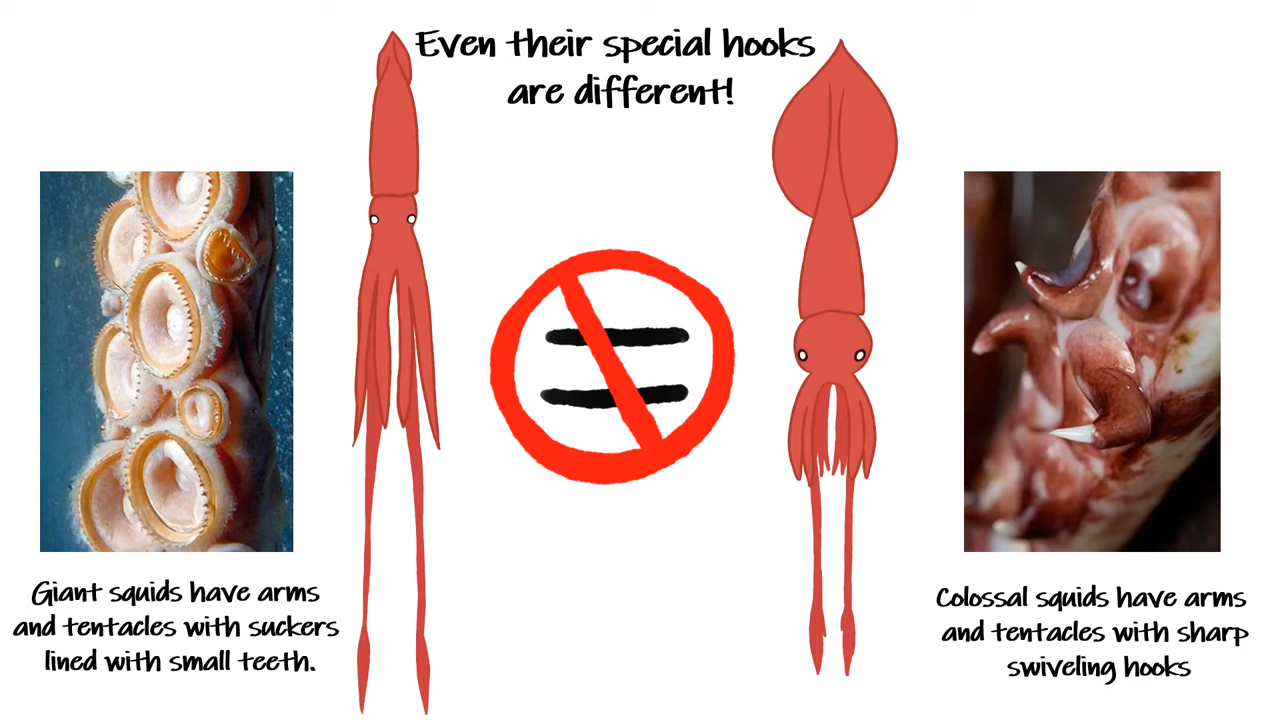 Even their special hooks
are different!
Giant squids have arms
and tentacles with suckers
lined with small teeth.
Colossal squids have arms
and tentacles with sharp
swiveling hooks